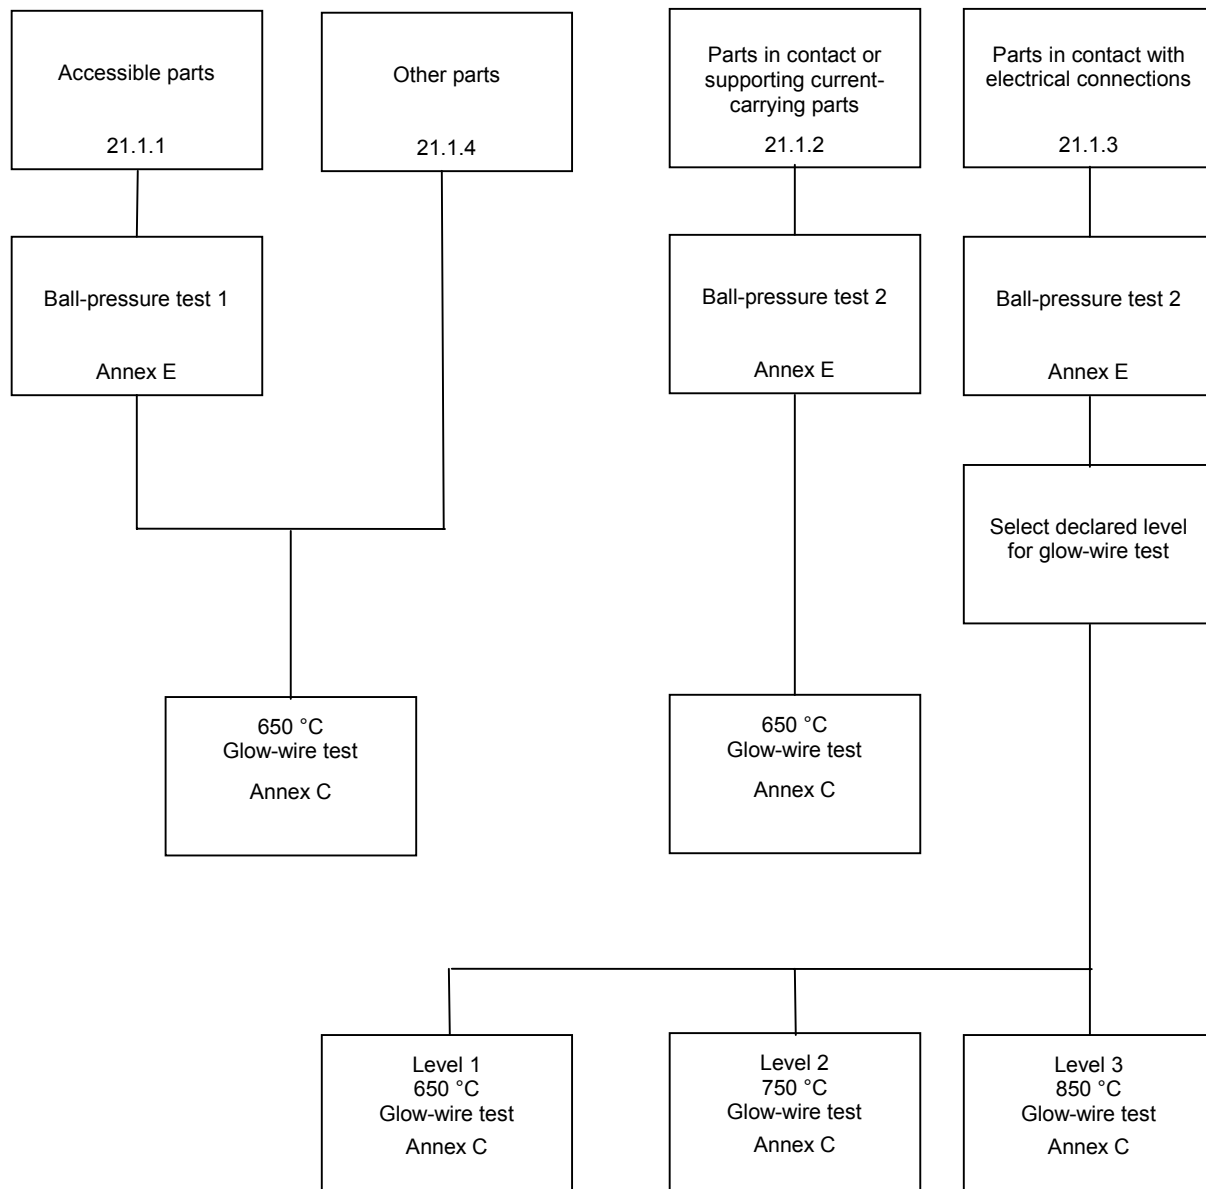 Accessible parts
21.1.1
Other parts
21.1.4
Parts in contact or
supporting current-
carrying parts
21.1.2
Parts in contact with
electrical connections
21.1.3
Ball-pressure test 1
Annex E
Ball-pressure test 2
Annex E
Ball-pressure test 2
Annex E
Select declared level
for glow-wire test
650 °C
Glow-wire test
Annex C
650 °C
Glow-wire test
Annex C
Level 1
650 °C
Glow-wire test
Annex C
Level 2
750 °C
Glow-wire test
Annex C
Level 3
850 °C
Glow-wire test
Annex C